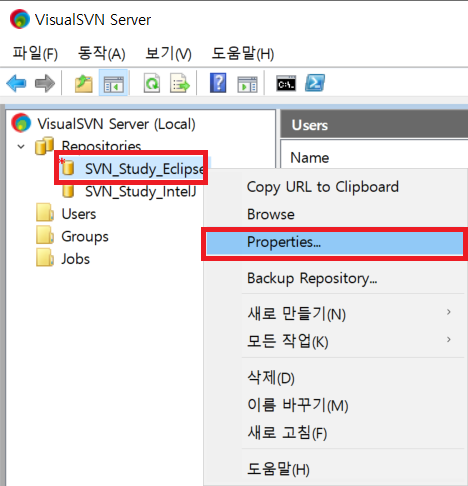 VisualSVN Server
파일(F) 동작(A) 보기(V) 도움말(H)
VisualSVN Server (Local)
Repositories
SVN_Study_Eclipse
SVN_Study_IntelJ
Users
Groups
Jobs
Users
Name
Copy URL to Clipboard
Browse
Properties...
Backup Repository...
새로 만들기(N)
모든 작업(K)
삭제(D)
이름 바꾸기(M)
새로 고침(F)
도움말(H)